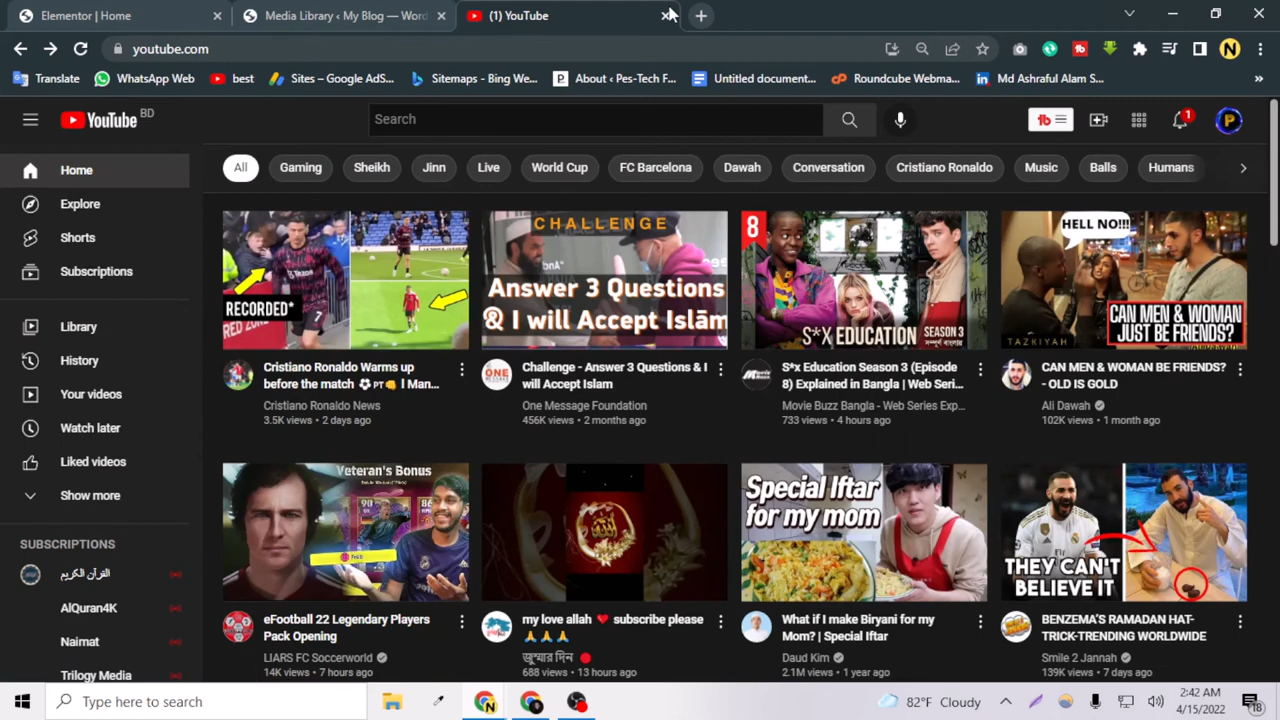 Elementor | Home
Media Library ‹ My Blog — Word
(1) YouTube
youtube.com
Translate
WhatsApp Web
best
Sites – Google AdS...
Sitemaps - Bing We...
About ‹ Pes-Tech F...
Untitled document...
Roundcube Webma...
Md Ashraful Alam S...
»
YouTube BD
Search
1
P
N
Home
Explore
Shorts
Subscriptions
Library
History
Your videos
Watch later
Liked videos
Show more
SUBSCRIPTIONS
القرآن الكريم
AlQuran4K
Naimat
Trilogy Media
All
Gaming
Sheikh
Jinn
Live
World Cup
FC Barcelona
Dawah
Conversation
Cristiano Ronaldo
Music
Balls
Humans
RECORDED*
RED ZONE
Cristiano Ronaldo Warms up
before the match ⚽ PT👊 l Man...
Cristiano Ronaldo News
3.5K views • 2 days ago
CHALLENGE
Answer 3 Questions
& I will Accept Islām
ONE
MESSAGE
Challenge - Answer 3 Questions & I
will Accept Islam
One Message Foundation
456K views • 2 months ago
8
S*X EDUCATION SEASON 3
সম্পূর্ণ বাংলায়
S*x Education Season 3 (Episode
8) Explained in Bangla | Web Seri...
Movie Buzz Bangla - Web Series Exp...
733 views • 4 hours ago
HELL NO!!!
CAN MEN & WOMAN
JUST BE FRIENDS?
TAZKIYAH
CAN MEN & WOMAN BE FRIENDS?
- OLD IS GOLD
Ali Dawah
102K views • 1 month ago
Veteran's Bonus
eFootball 22 Legendary Players
Pack Opening
LIARS FC Soccerworld
14K views • 7 hours ago
my love allah ❤ subscribe please
🙏🙏🙏
জুম্মার দিন 🔴
688 views • 13 hours ago
Special Iftar
for my mom
What if I make Biryani for my
Mom? | Special Iftar
Daud Kim
2.1M views • 1 year ago
THEY CAN'T
BELIEVE IT
BENZEMA'S RAMADAN HAT-
TRICK-TRENDING WORLDWIDE
Smile 2 Jannah
139K views • 7 days ago
Type here to search
82°F Cloudy
2:42 AM
4/15/2022
18